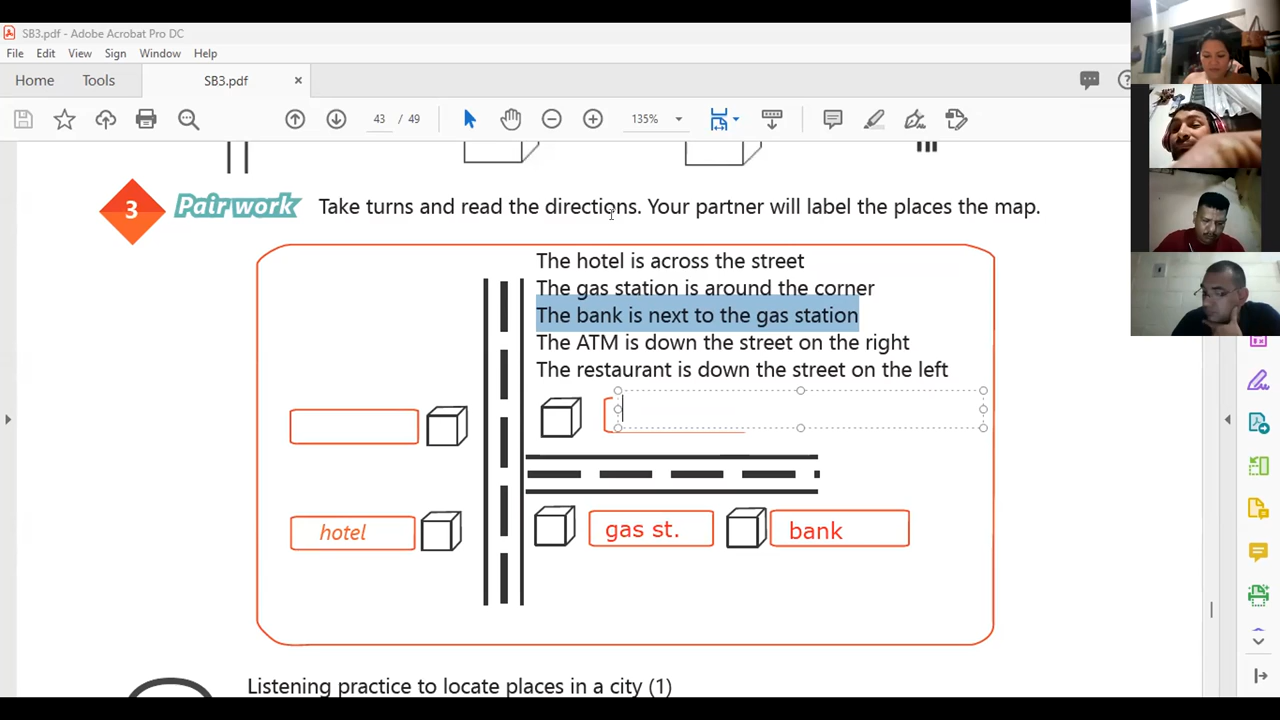 SB3.pdf - Adobe Acrobat Pro DC
File Edit View Sign Window Help
Home Tools SB3.pdf ×
43 / 49 135%
3 Pair work Take turns and read the directions. Your partner will label the places the map.
The hotel is across the street
The gas station is around the corner
The bank is next to the gas station
The ATM is down the street on the right
The restaurant is down the street on the left
hotel gas st. bank
Listening practice to locate places in a city (1)